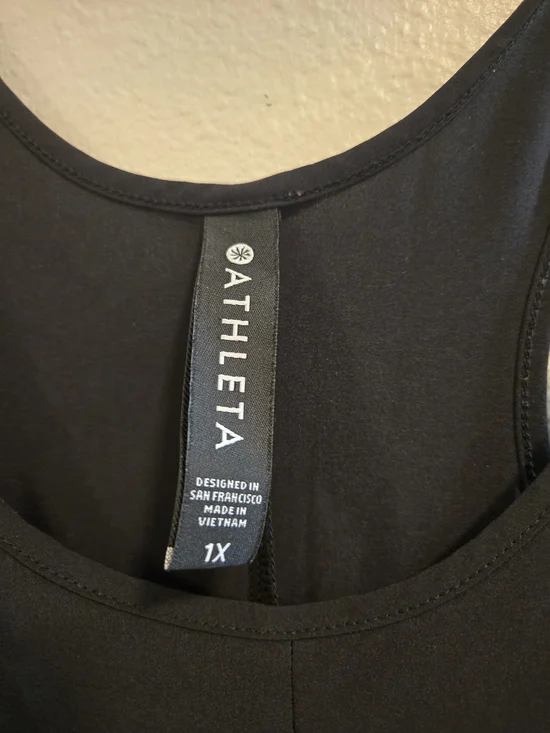 ATHLETA
DESIGNED IN
SAN FRANCISCO
MADE IN
VIETNAM
1X